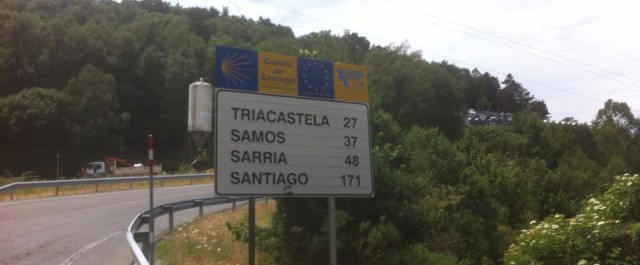 Camino
de
Santiago
TRIACASTELA 27
SAMOS 37
SARRIA 48
SANTIAGO 171